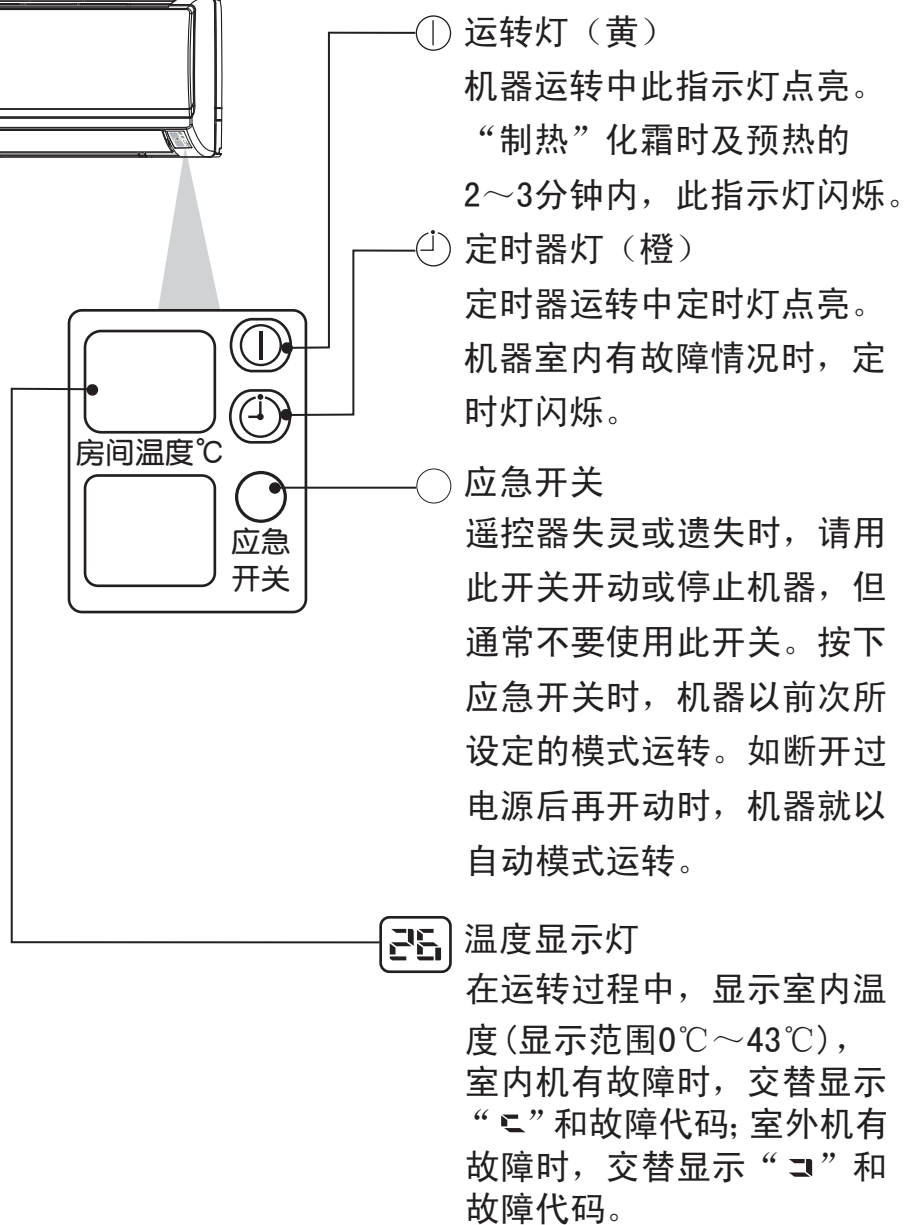 运转灯（黄）
机器运转中此指示灯点亮。
“制热”化霜时及预热的
2～3分钟内，此指示灯闪烁。
定时器灯（橙）
定时器运转中定时灯点亮。
机器室内有故障情况时，定
时灯闪烁。
房间温度℃
应急
开关
应急开关
遥控器失灵或遗失时，请用
此开关开动或停止机器，但
通常不要使用此开关。按下
应急开关时，机器以前次所
设定的模式运转。如断开过
电源后再开动时，机器就以
自动模式运转。
26
温度显示灯
在运转过程中，显示室内温
度(显示范围0℃～43℃)，
室内机有故障时，交替显示
“⊏”和故障代码；室外机有
故障时，交替显示“⊐”和
故障代码。